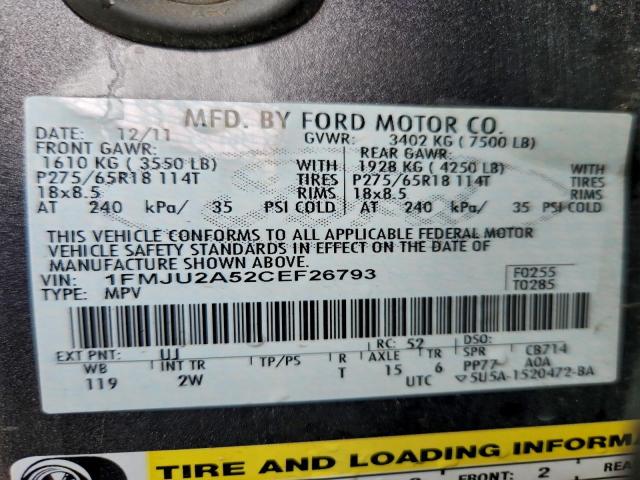 MFD. BY FORD MOTOR CO.
DATE: 12/11 GVWR: 3402 KG ( 7500 LB)
FRONT GAWR: REAR GAWR:
1610 KG ( 3550 LB) WITH 1928 KG ( 4250 LB) WITH
P275/65R18 114T TIRES P275/65R18 114T TIRES
18x8.5 RIMS 18x8.5 RIMS
AT 240 kPa/ 35 PSI COLD AT 240 kPa/ 35 PSI COLD
THIS VEHICLE CONFORMS TO ALL APPLICABLE FEDERAL MOTOR
VEHICLE SAFETY STANDARDS IN EFFECT ON THE DATE OF
MANUFACTURE SHOWN ABOVE.
VIN: 1FMJU2A52CEF26793 F0255
TYPE: MPV T0285
EXT PNT: UJ RC: 52 DSO:
WB INT TR TP/PS R AXLE TR SPR CB714
119 2W T 15 6 PP77 A0A
UTC 5U5A-1520472-BA
TIRE AND LOADING INFORMA
FRONT: 2 REA